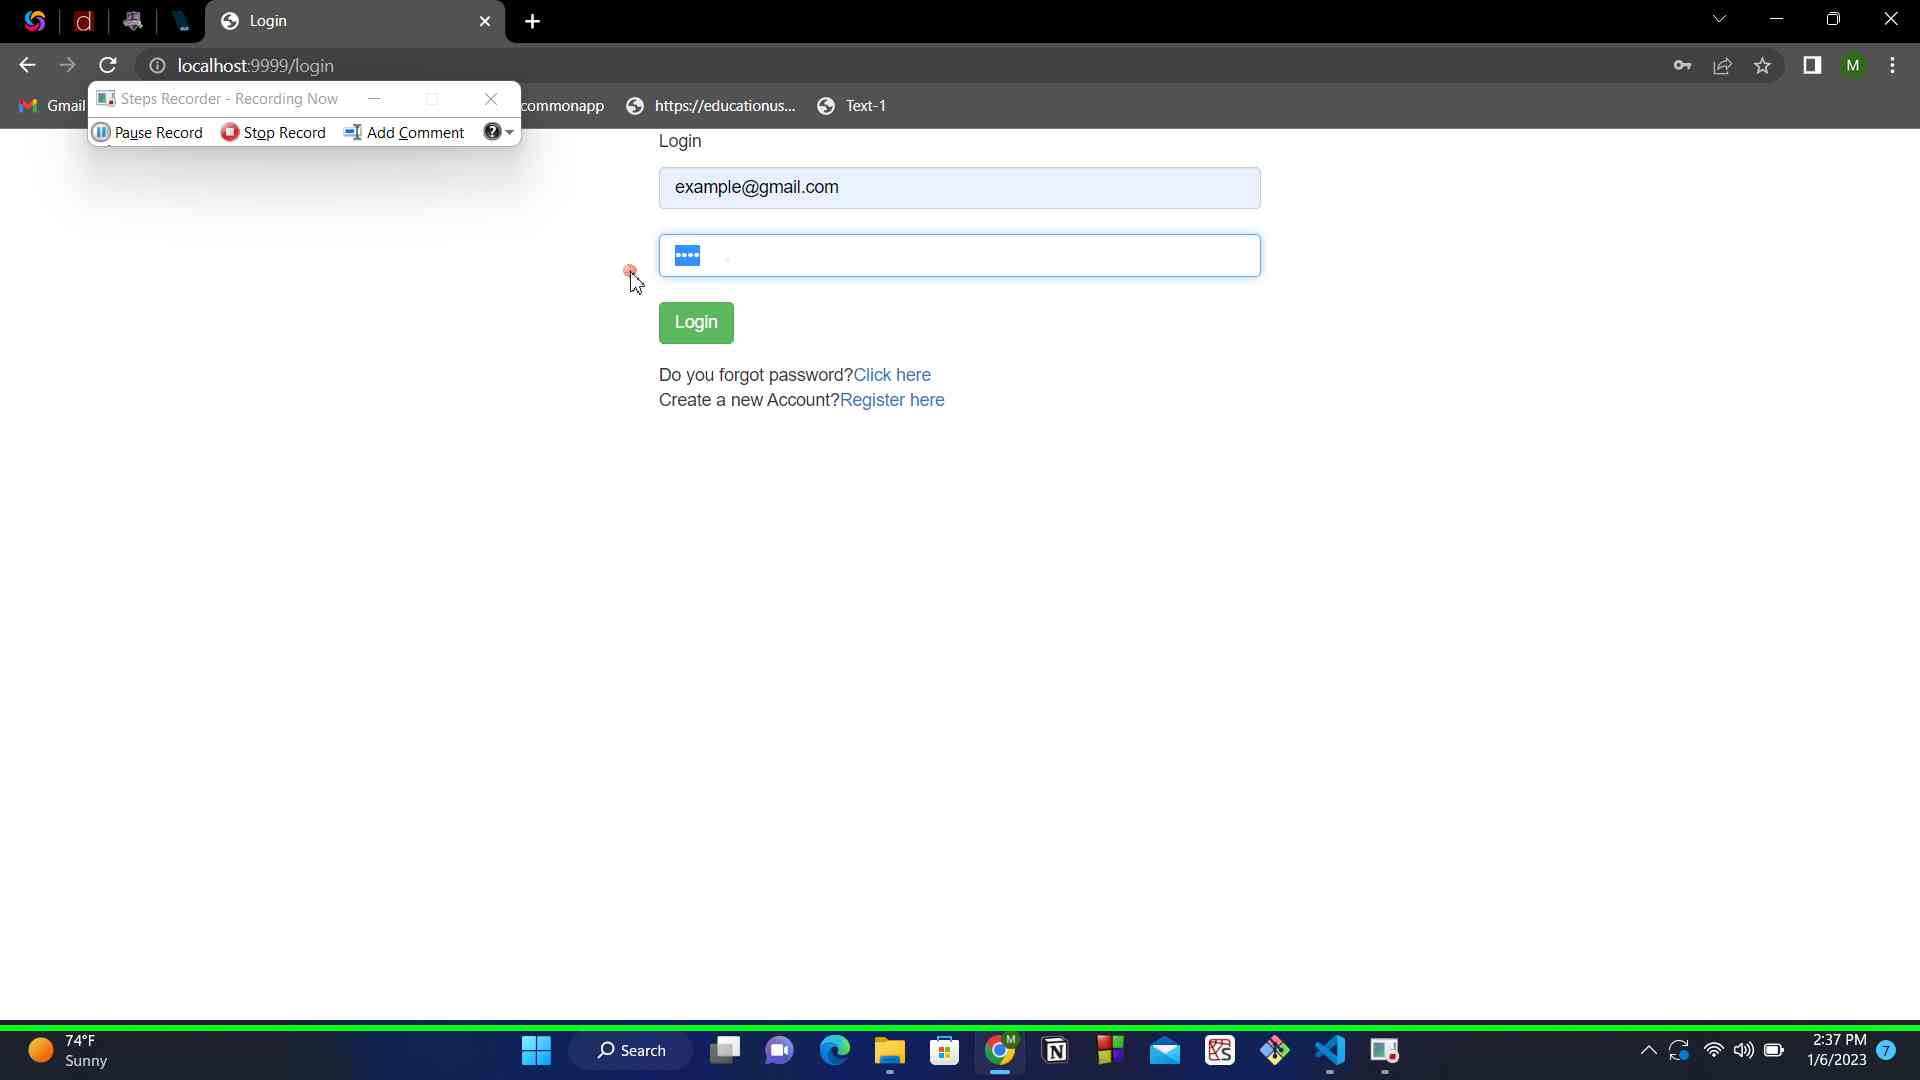 Login
localhost:9999/login
M
Gmail
commonapp
https://educationus...
Text-1
Steps Recorder - Recording Now
Pause Record
Stop Record
Add Comment
?
Login
example@gmail.com
Login
Do you forgot password?Click here
Create a new Account?Register here
74°F
Sunny
Search
M
2:37 PM
1/6/2023
7